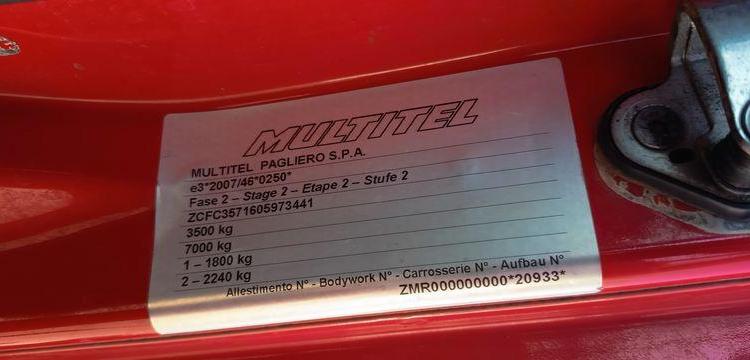 MULTITEL
MULTITEL PAGLIERO S.P.A.
e3*2007/46*0250*
Fase 2 – Stage 2 – Etape 2 – Stufe 2
ZCFC3571605973441
3500 kg
7000 kg
1 – 1800 kg
2 – 2240 kg
Allestimento N° - Bodywork N° - Carrosserie N° - Aufbau N°
ZMR000000000*20933*